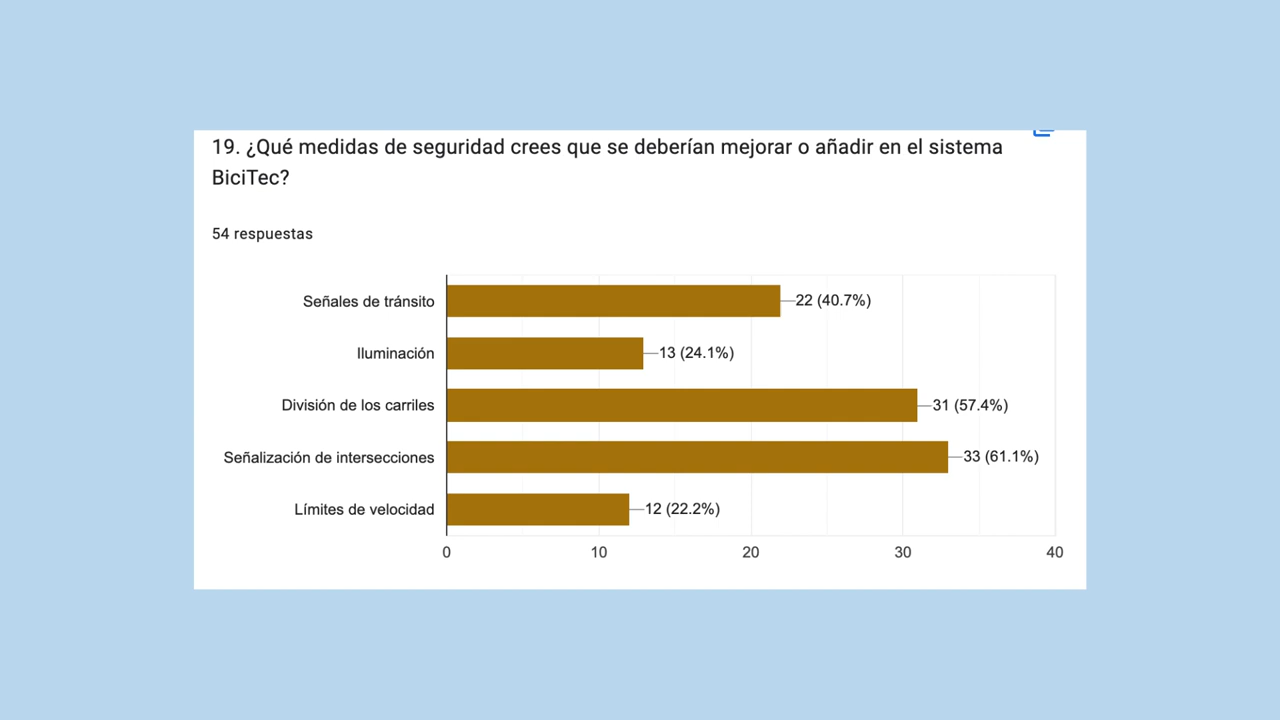 19. ¿Qué medidas de seguridad crees que se deberían mejorar o añadir en el sistema
BiciTec?
54 respuestas
Señales de tránsito 22 (40.7%)
Iluminación 13 (24.1%)
División de los carriles 31 (57.4%)
Señalización de intersecciones 33 (61.1%)
Límites de velocidad 12 (22.2%)
0 10 20 30 40